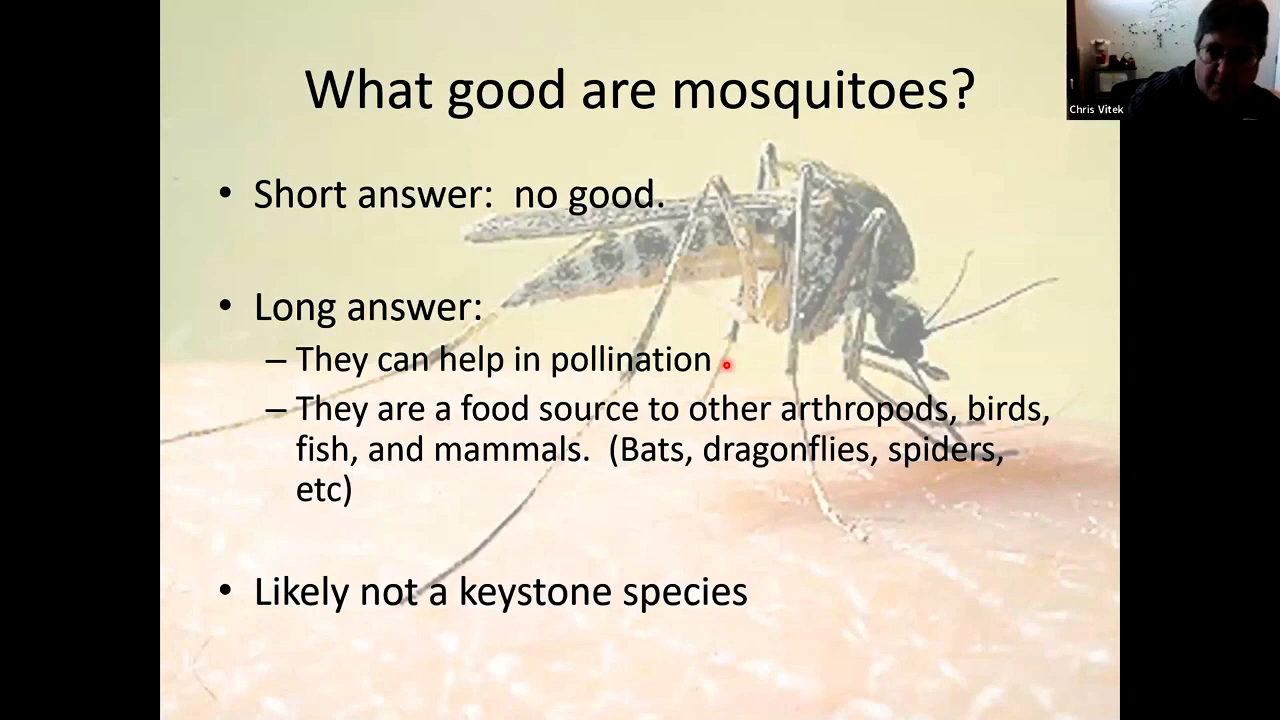 What good are mosquitoes?
Chris Vitek
• Short answer:  no good.
• Long answer:
– They can help in pollination
– They are a food source to other arthropods, birds,
fish, and mammals.  (Bats, dragonflies, spiders,
etc)
• Likely not a keystone species